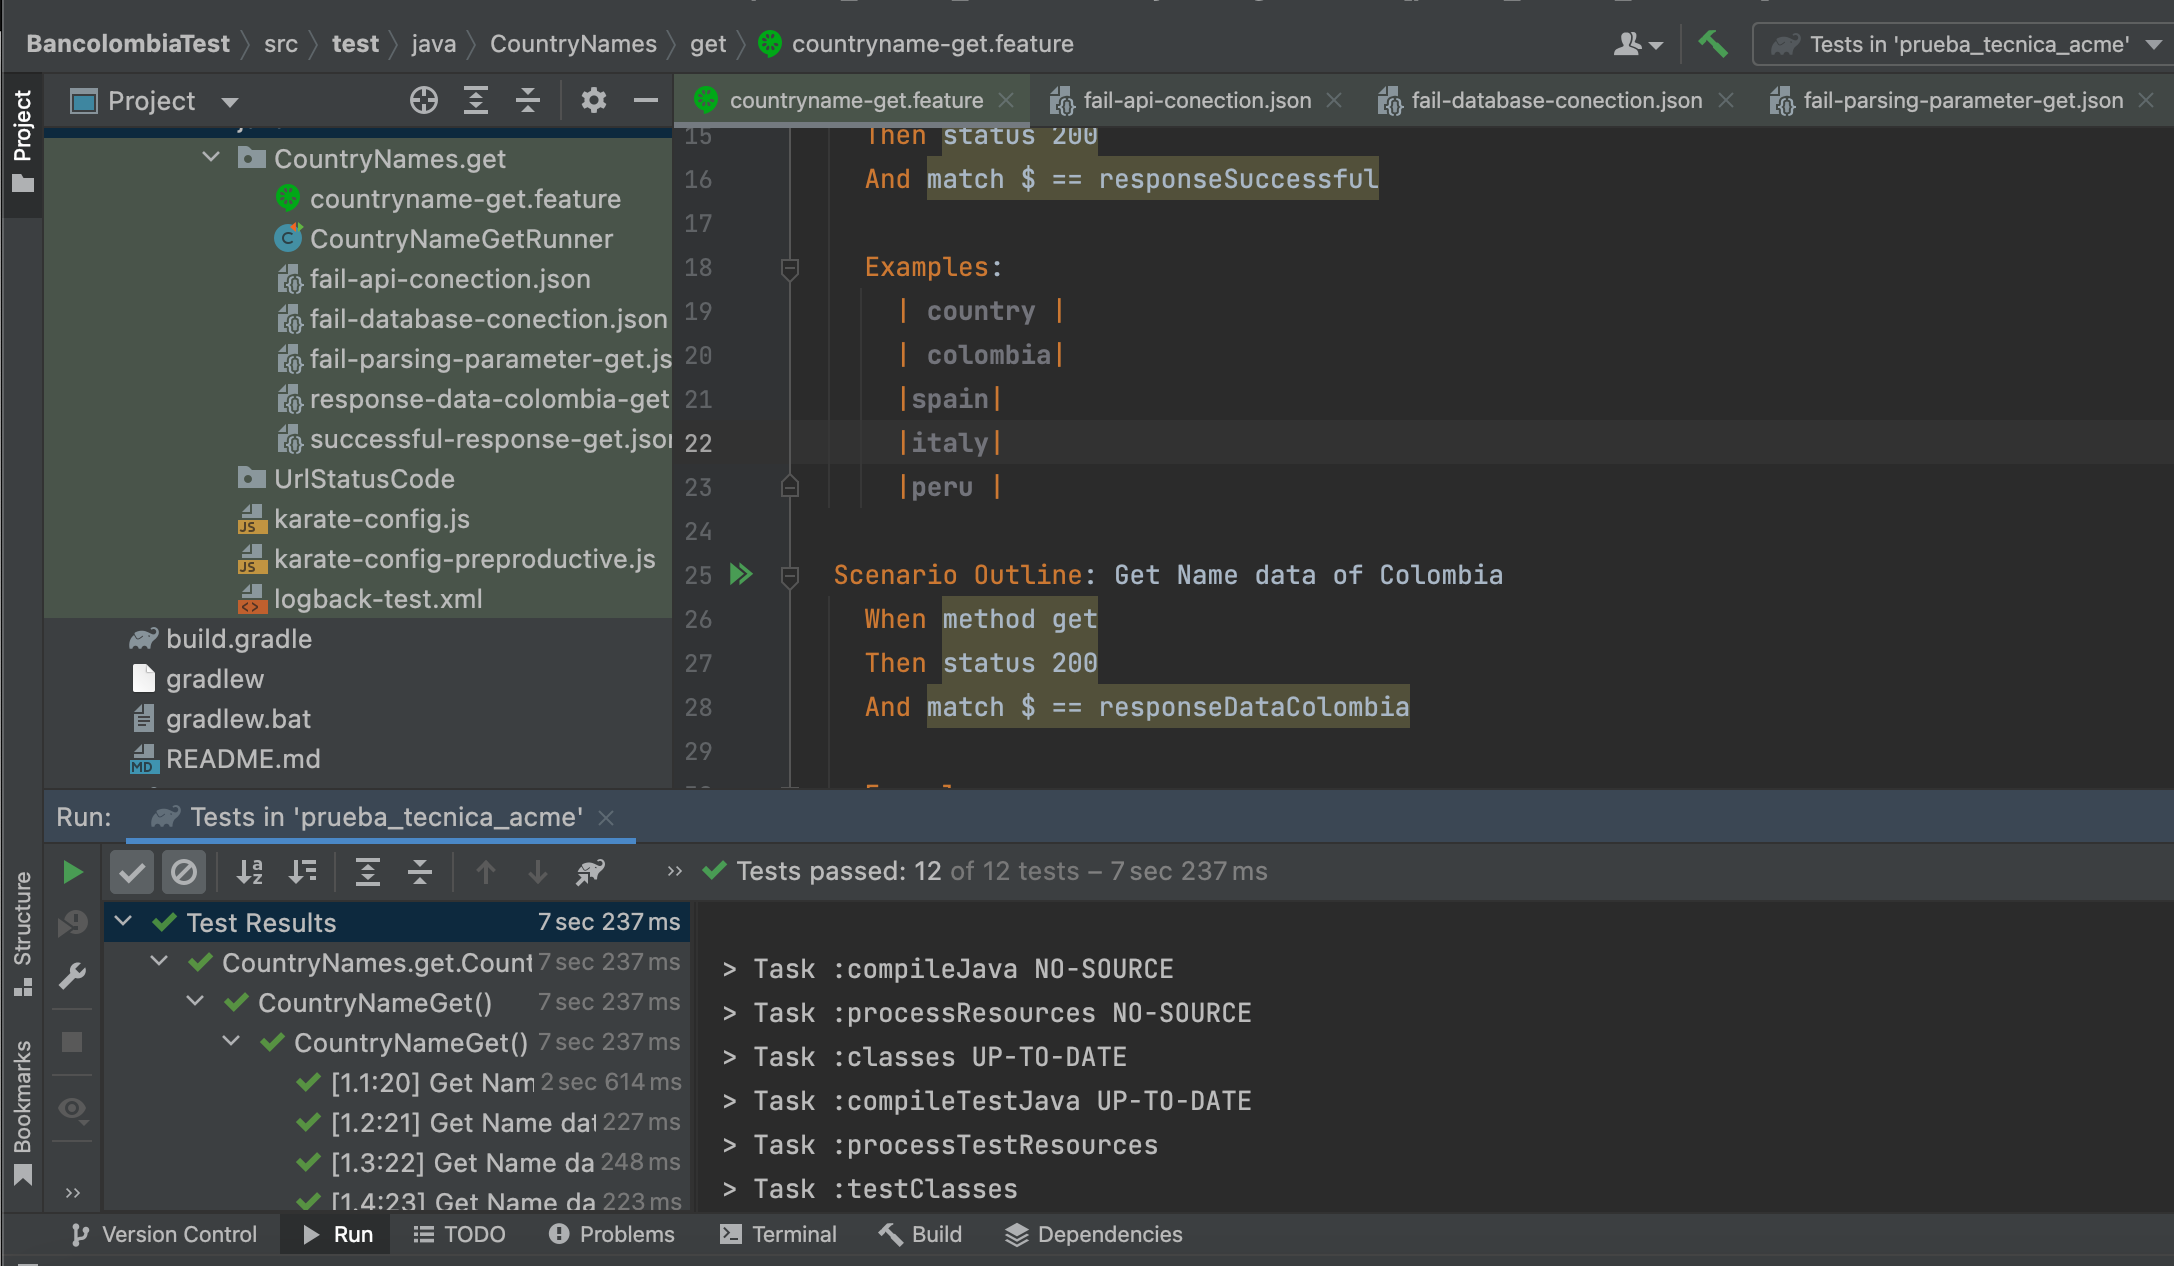 BancolombiaTest src test java CountryNames get countryname-get.feature
Tests in 'prueba_tecnica_acme'
Project
Project
countryname-get.feature
fail-api-conection.json
fail-database-conection.json
fail-parsing-parameter-get.json
CountryNames.get
countryname-get.feature
CountryNameGetRunner
fail-api-conection.json
fail-database-conection.json
fail-parsing-parameter-get.js
response-data-colombia-get
successful-response-get.json
UrlStatusCode
karate-config.js
karate-config-preproductive.js
logback-test.xml
build.gradle
gradlew
gradlew.bat
README.md
15 Then status 200
16 And match $ == responseSuccessful
17
18 Examples:
19 | country |
20 | colombia|
21 |spain|
22 |italy|
23 |peru |
24
25 Scenario Outline: Get Name data of Colombia
26 When method get
27 Then status 200
28 And match $ == responseDataColombia
29
Run: Tests in 'prueba_tecnica_acme'
Tests passed: 12 of 12 tests – 7 sec 237 ms
Structure
Bookmarks
Test Results 7 sec 237 ms
CountryNames.get.Count 7 sec 237 ms
CountryNameGet() 7 sec 237 ms
CountryNameGet() 7 sec 237 ms
[1.1:20] Get Nam 2 sec 614 ms
[1.2:21] Get Name dat 227 ms
[1.3:22] Get Name da 248 ms
[1.4:23] Get Name da 223 ms
> Task :compileJava NO-SOURCE
> Task :processResources NO-SOURCE
> Task :classes UP-TO-DATE
> Task :compileTestJava UP-TO-DATE
> Task :processTestResources
> Task :testClasses
Version Control Run TODO Problems Terminal Build Dependencies